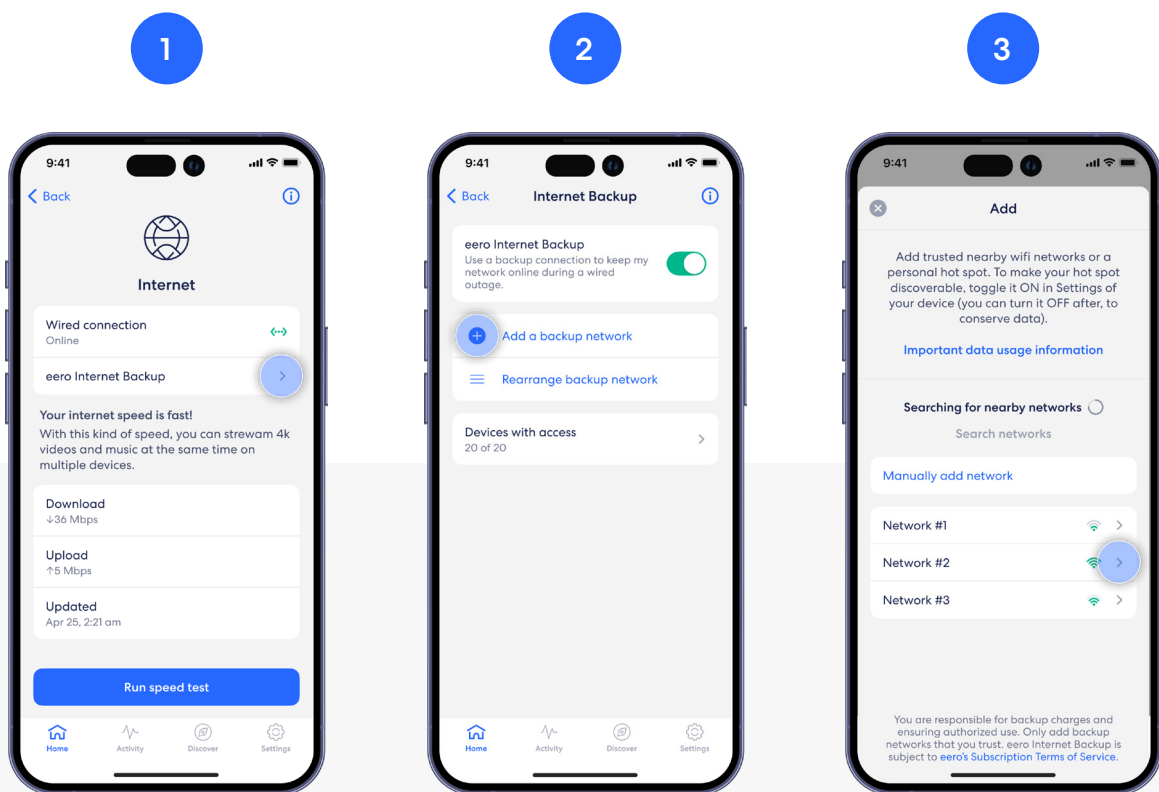 1
9:41
Back
Internet
Wired connection
Online
eero Internet Backup
Your internet speed is fast!
With this kind of speed, you can strewam 4k
videos and music at the same time on
multiple devices.
Download
↓36 Mbps
Upload
↑5 Mbps
Updated
Apr 25, 2:21 am
Run speed test
Home
Activity
Discover
Settings
2
9:41
Back
Internet Backup
eero Internet Backup
Use a backup connection to keep my
network online during a wired
outage.
Add a backup network
Rearrange backup network
Devices with access
20 of 20
Home
Activity
Discover
Settings
3
9:41
Add
Add trusted nearby wifi networks or a
personal hot spot. To make your hot spot
discoverable, toggle it ON in Settings of
your device (you can turn it OFF after, to
conserve data).
Important data usage information
Searching for nearby networks
Search networks
Manually add network
Network #1
Network #2
Network #3
You are responsible for backup charges and
ensuring authorized use. Only add backup
networks that you trust. eero Internet Backup is
subject to eero's Subscription Terms of Service.